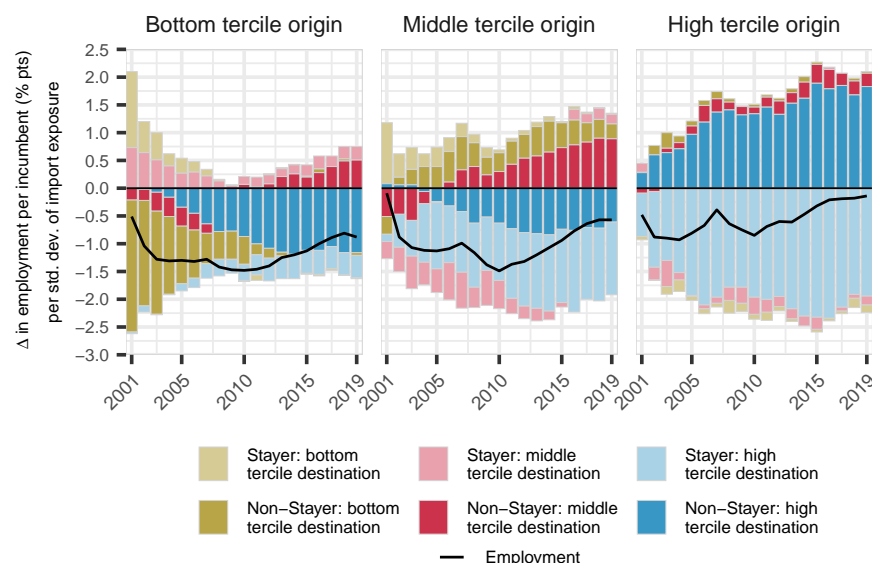 Bottom tercile origin
Middle tercile origin
High tercile origin
Δ in employment per incumbent (% pts)
per std. dev. of import exposure
2.5
2.0
1.5
1.0
0.5
0.0
−0.5
−1.0
−1.5
−2.0
−2.5
−3.0
2001
2005
2010
2015
2019
2001
2005
2010
2015
2019
2001
2005
2010
2015
2019
Stayer: bottom
tercile destination
Stayer: middle
tercile destination
Stayer: high
tercile destination
Non−Stayer: bottom
tercile destination
Non−Stayer: middle
tercile destination
Non−Stayer: high
tercile destination
Employment